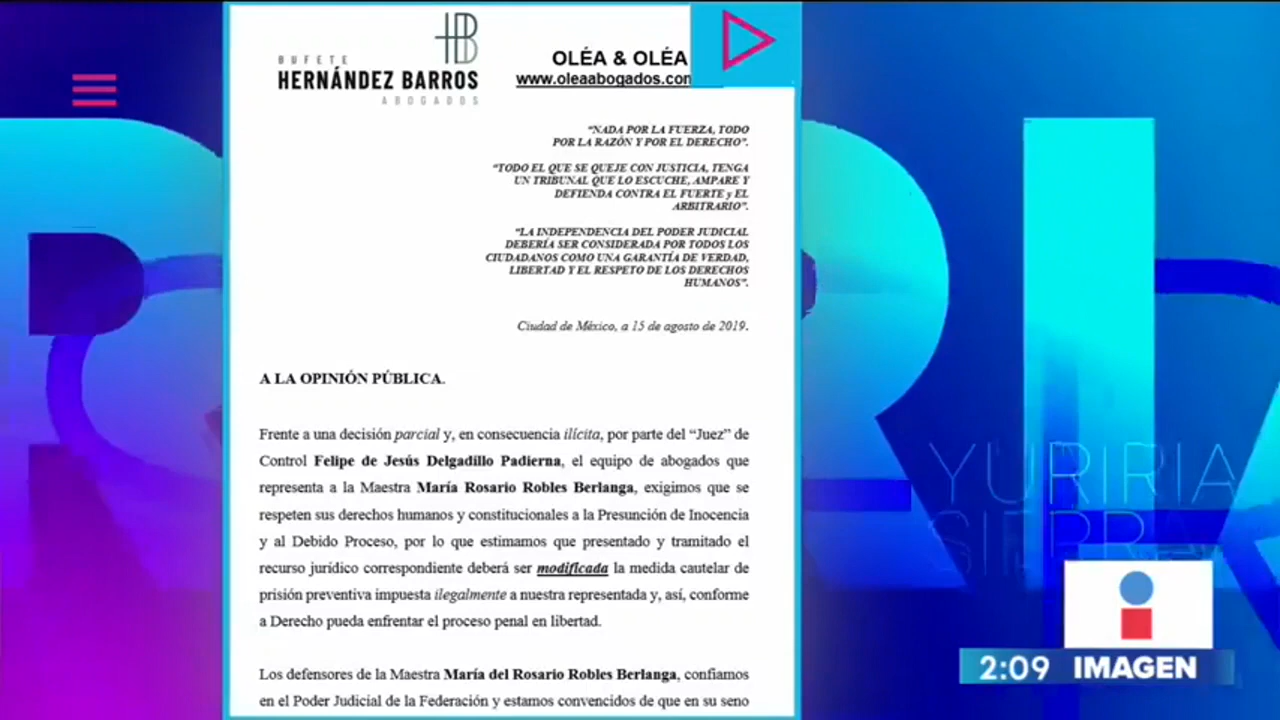 BUFETE
HERNÁNDEZ BARROS
ABOGADOS
OLÉA & OLÉA
www.oleaabogados.com
“NADA POR LA FUERZA, TODO
POR LA RAZÓN Y POR EL DERECHO”.
“TODO EL QUE SE QUEJE CON JUSTICIA, TENGA
UN TRIBUNAL QUE LO ESCUCHE, AMPARE Y
DEFIENDA CONTRA EL FUERTE y EL
ARBITRARIO”.
“LA INDEPENDENCIA DEL PODER JUDICIAL
DEBERÍA SER CONSIDERADA POR TODOS LOS
CIUDADANOS COMO UNA GARANTÍA DE VERDAD,
LIBERTAD Y EL RESPETO DE LOS DERECHOS
HUMANOS”.
Ciudad de México, a 15 de agosto de 2019.
A LA OPINIÓN PÚBLICA.
Frente a una decisión parcial y, en consecuencia ilícita, por parte del “Juez” de
Control Felipe de Jesús Delgadillo Padierna, el equipo de abogados que
representa a la Maestra María Rosario Robles Berlanga, exigimos que se
respeten sus derechos humanos y constitucionales a la Presunción de Inocencia
y al Debido Proceso, por lo que estimamos que presentado y tramitado el
recurso jurídico correspondiente deberá ser modificada la medida cautelar de
prisión preventiva impuesta ilegalmente a nuestra representada y, así, conforme
a Derecho pueda enfrentar el proceso penal en libertad.
Los defensores de la Maestra María del Rosario Robles Berlanga, confiamos
en el Poder Judicial de la Federación y estamos convencidos de que en su seno
YURIRIA
SIERRA
2:09 IMAGEN